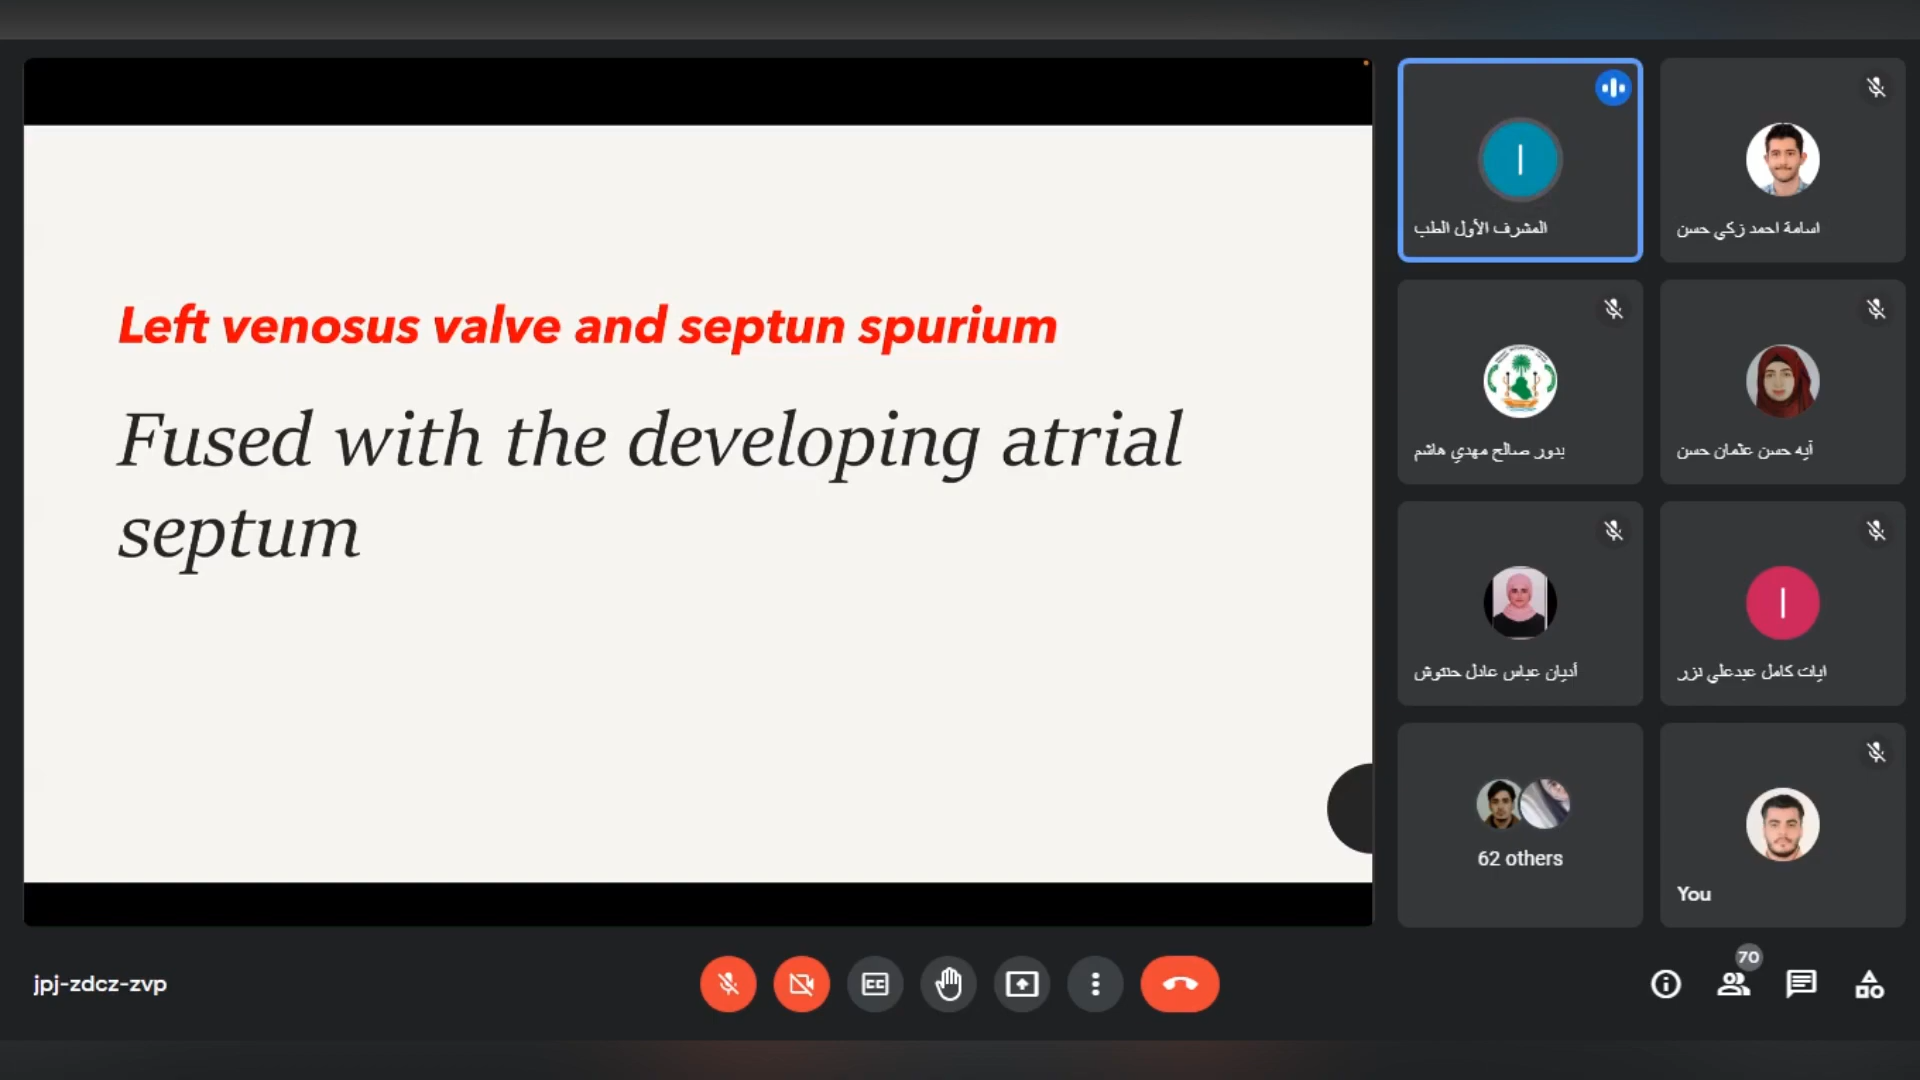 Left venosus valve and septun spurium
Fused with the developing atrial
septum
المشرف الأول الطب
اسامة احمد زكي حسن
بدور صالح مهدي هاشم
آيه حسن عثمان حسن
أديان عباس عادل حنتوش
ايات كامل عبدعلي نزر
62 others
You
jpj-zdcz-zvp
70